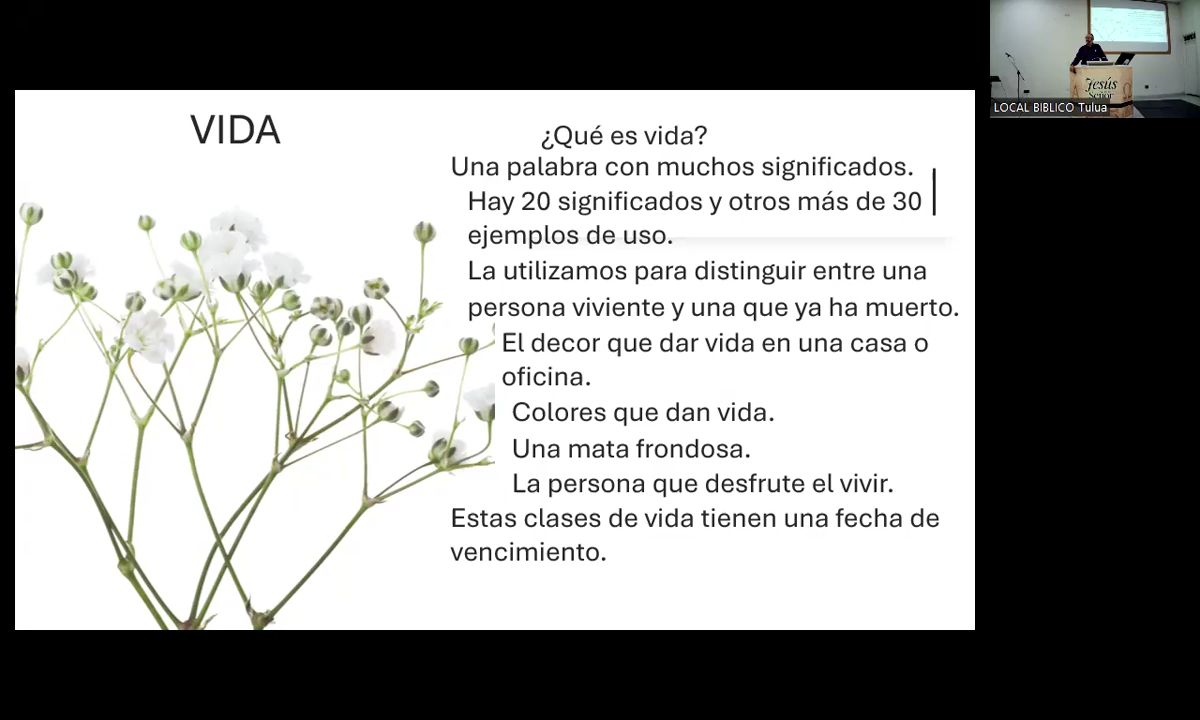 VIDA
¿Qué es vida?
Una palabra con muchos significados.
Hay 20 significados y otros más de 30
ejemplos de uso.
La utilizamos para distinguir entre una
persona viviente y una que ya ha muerto.
El decor que dar vida en una casa o
oficina.
Colores que dan vida.
Una mata frondosa.
La persona que desfrute el vivir.
Estas clases de vida tienen una fecha de
vencimiento.
Jesús
Señor
LOCAL BIBLICO Tulua